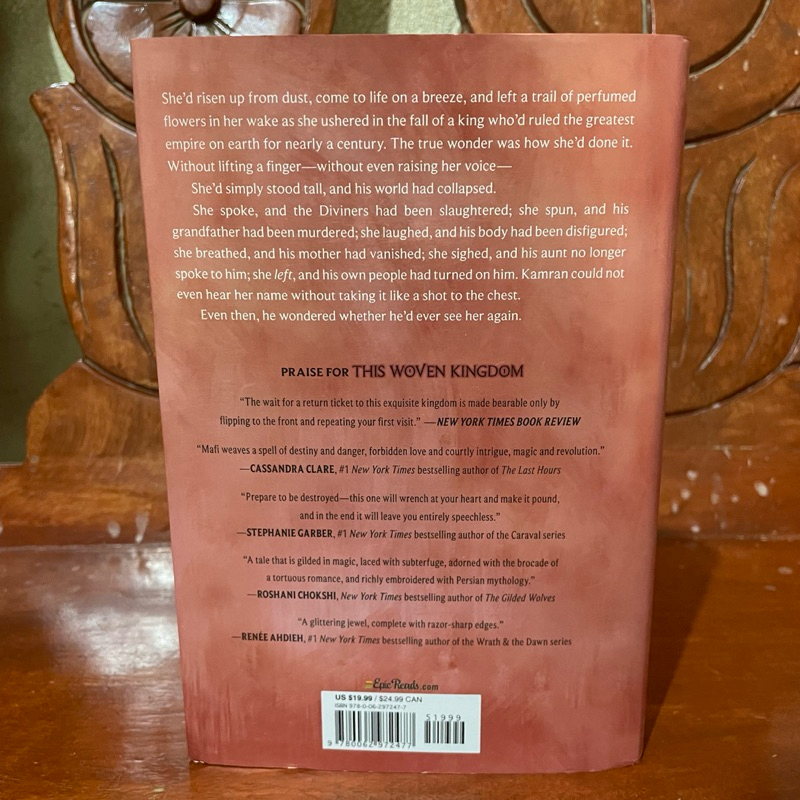 She'd risen up from dust, come to life on a breeze, and left a trail of perfumed
flowers in her wake as she ushered in the fall of a king who'd ruled the greatest
empire on earth for nearly a century. The true wonder was how she'd done it.
Without lifting a finger—without even raising her voice—
She'd simply stood tall, and his world had collapsed.
She spoke, and the Diviners had been slaughtered; she spun, and his
grandfather had been murdered; she laughed, and his body had been disfigured;
she breathed, and his mother had vanished; she sighed, and his aunt no longer
spoke to him; she left, and his own people had turned on him. Kamran could not
even hear her name without taking it like a shot to the chest.
Even then, he wondered whether he'd ever see her again.
PRAISE FOR THIS WOVEN KINGDOM
"The wait for a return ticket to this exquisite kingdom is made bearable only by
flipping to the front and repeating your first visit." —NEW YORK TIMES BOOK REVIEW
"Mafi weaves a spell of destiny and danger, forbidden love and courtly intrigue, magic and revolution."
—CASSANDRA CLARE, #1 New York Times bestselling author of The Last Hours
"Prepare to be destroyed—this one will wrench at your heart and make it pound,
and in the end it will leave you entirely speechless."
—STEPHANIE GARBER, #1 New York Times bestselling author of the Caraval series
"A tale that is gilded in magic, laced with subterfuge, adorned with the brocade of
a tortuous romance, and richly embroidered with Persian mythology."
—ROSHANI CHOKSHI, New York Times bestselling author of The Gilded Wolves
"A glittering jewel, complete with razor-sharp edges."
—RENÉE AHDIEH, #1 New York Times bestselling author of the Wrath & the Dawn series
EpicReads.com
US $19.99 / $24.99 CAN
ISBN 978-0-06-297247-7
51999
9 780062 972477